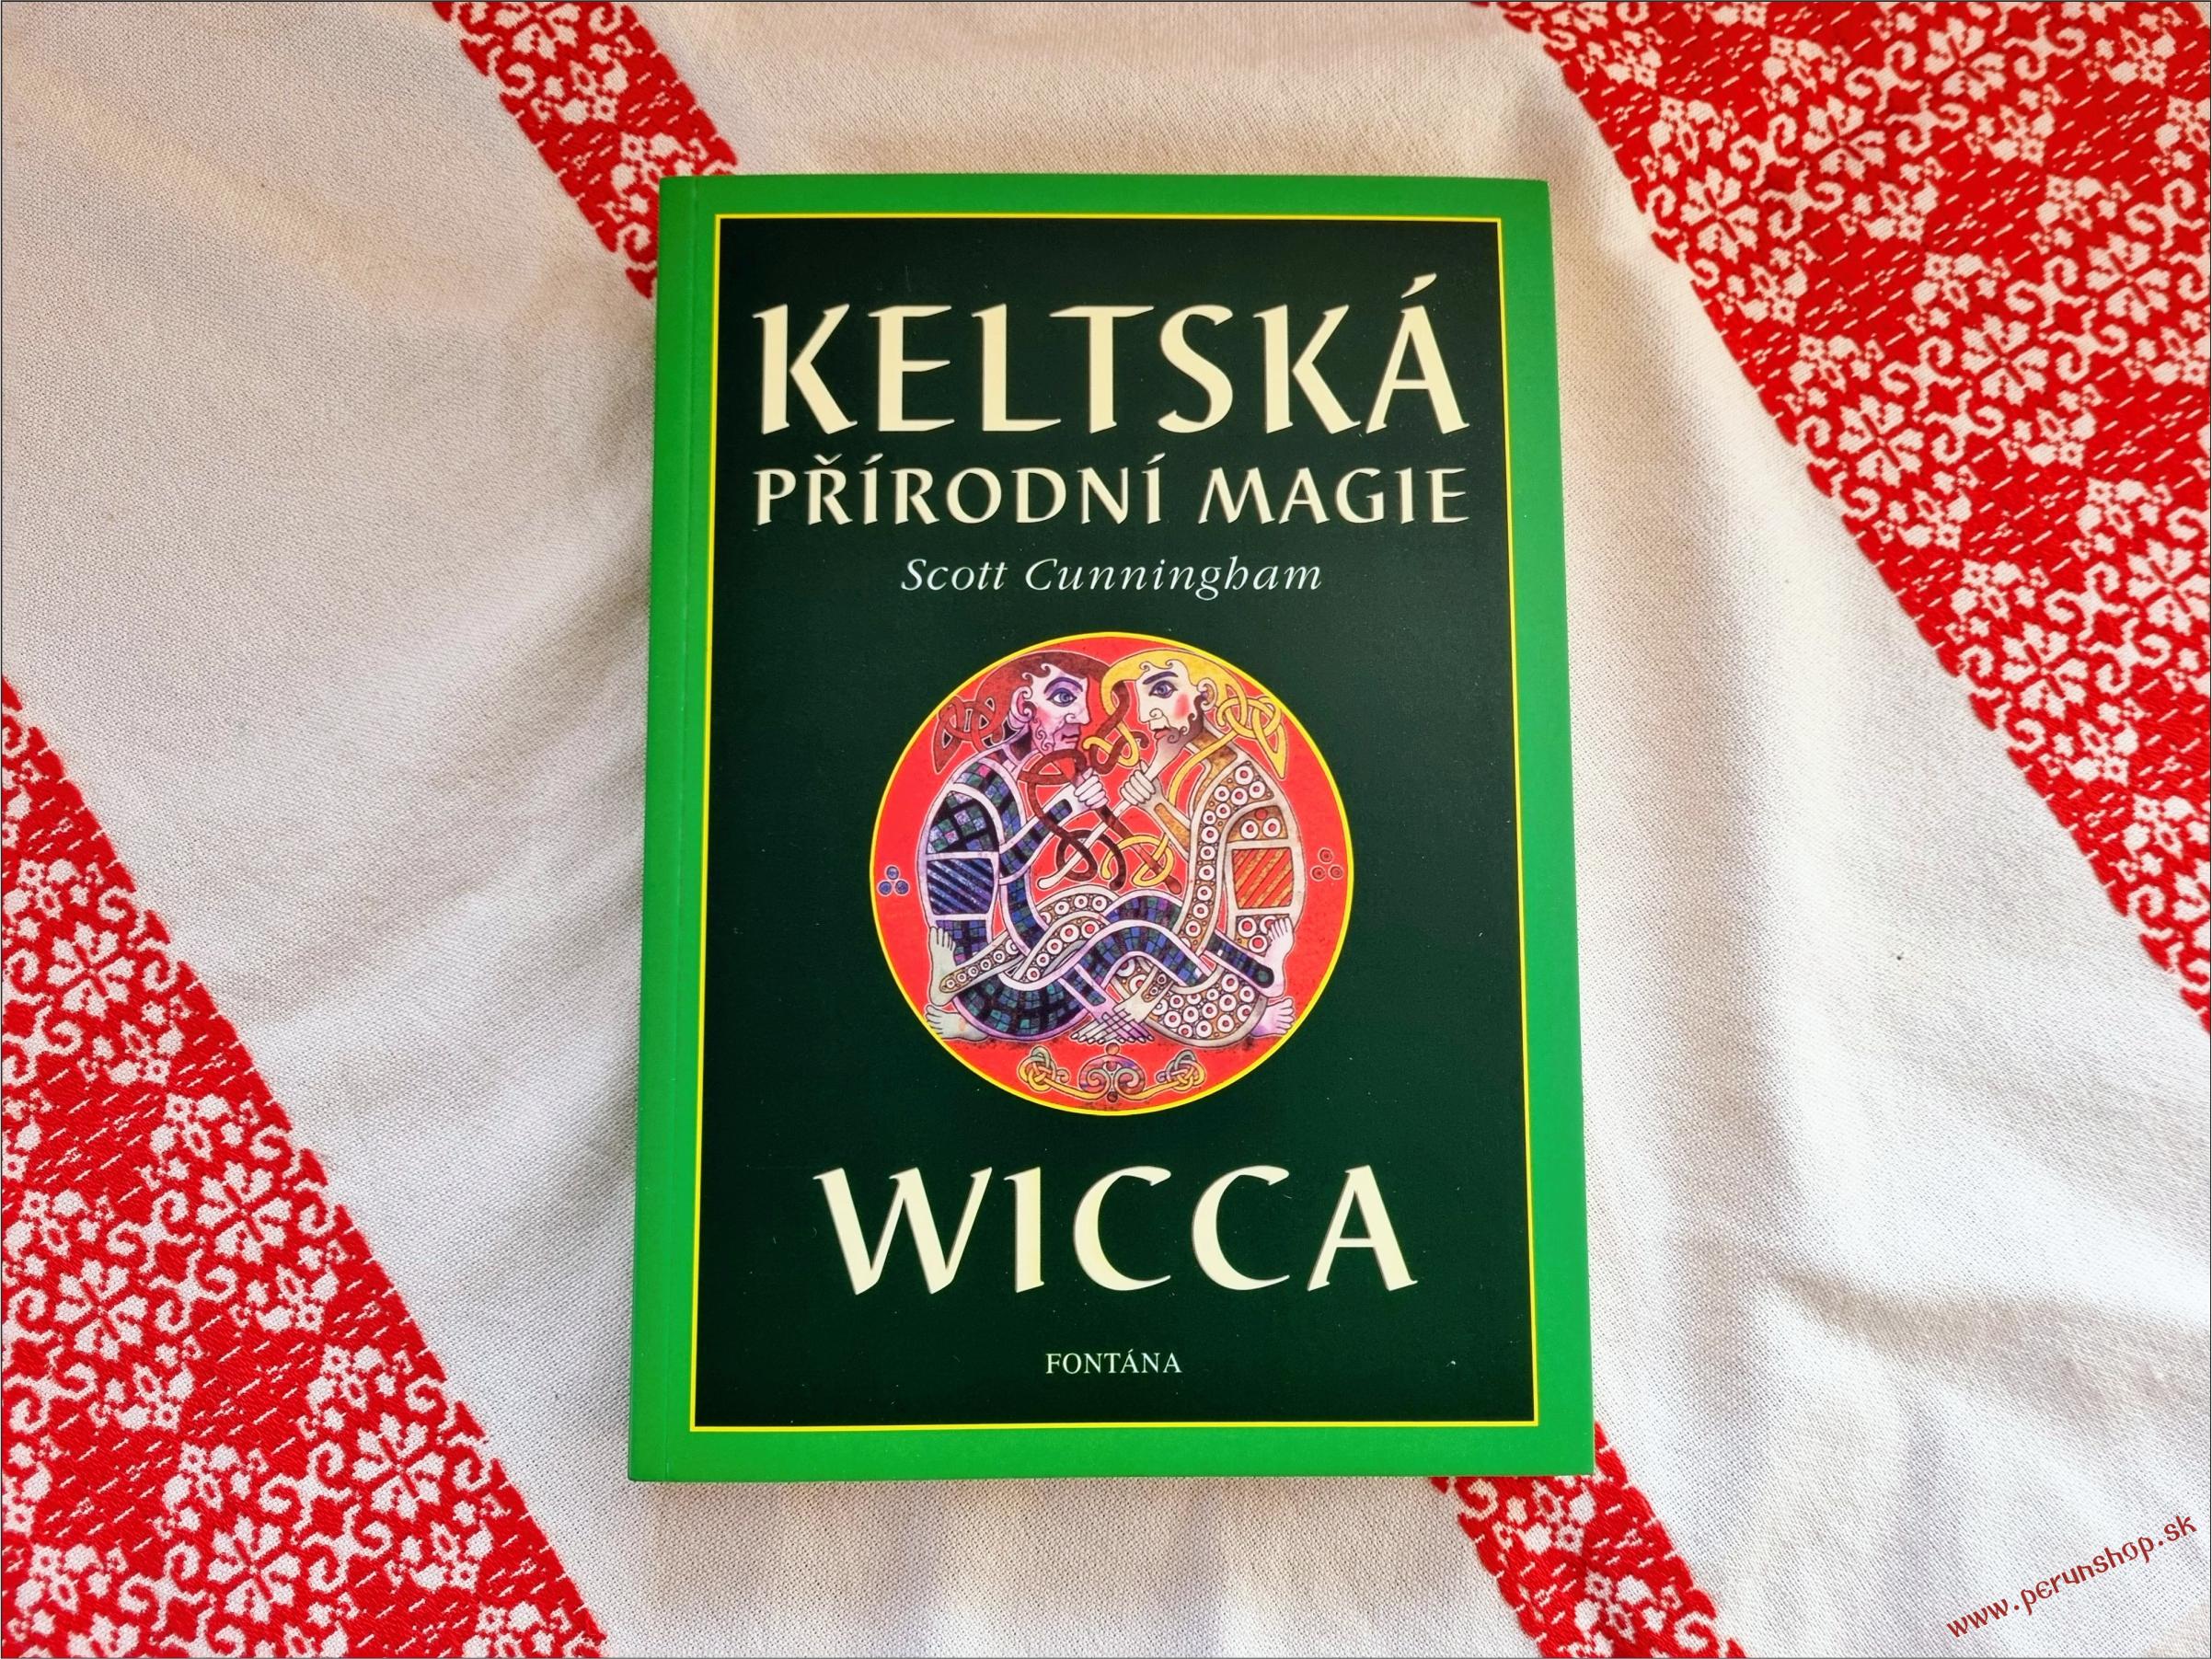 KELTSKÁ
PŘÍRODNÍ MAGIE
Scott Cunningham
WICCA
FONTÁNA
www.perunshop.sk